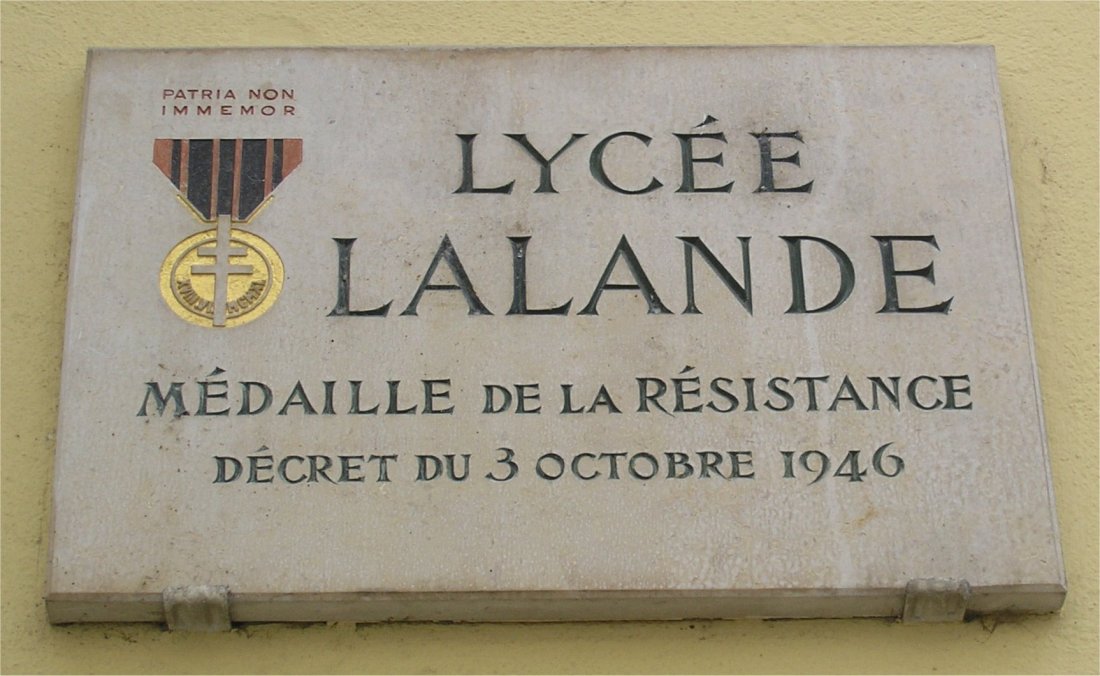 PATRIA NON
IMMEMOR
LYCÉE
LALANDE
MÉDAILLE DE LA RÉSISTANCE
DÉCRET DU 3 OCTOBRE 1946